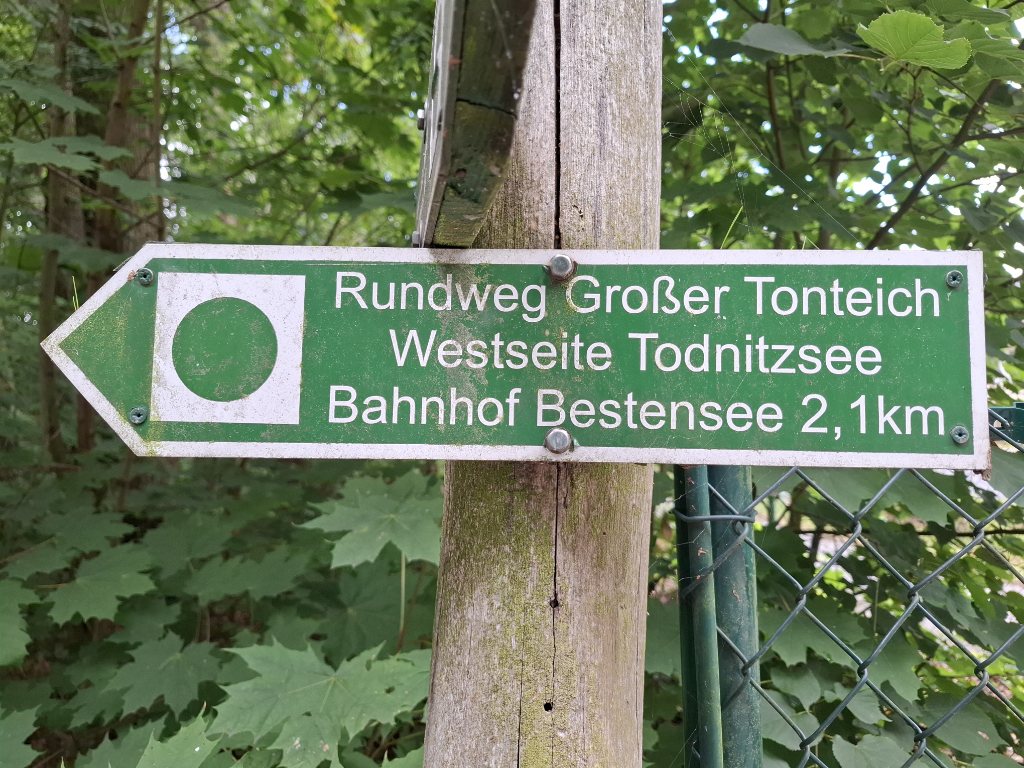 Rundweg Großer Tonteich
Westseite Todnitzsee
Bahnhof Bestensee 2,1km